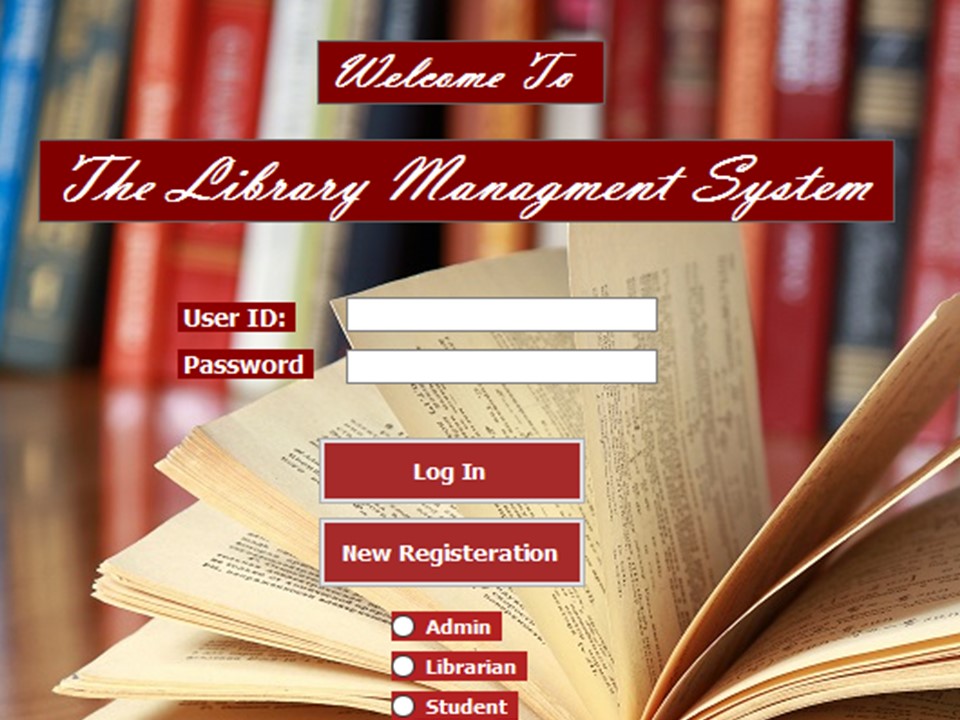 Welcome To
The Library Managment System
User ID:
Password
Log In
New Registeration
Admin
Librarian
Student